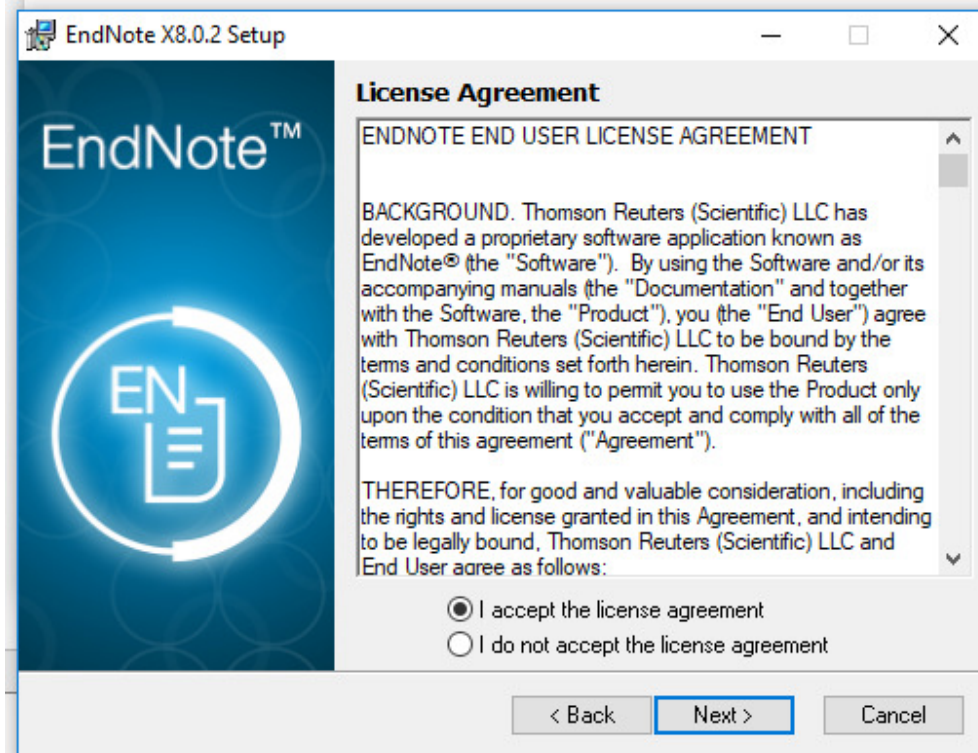 EndNote X8.0.2 Setup
EndNote™
EN
License Agreement
ENDNOTE END USER LICENSE AGREEMENT
BACKGROUND. Thomson Reuters (Scientific) LLC has
developed a proprietary software application known as
EndNote® (the "Software").  By using the Software and/or its
accompanying manuals (the "Documentation" and together
with the Software, the "Product"), you (the "End User") agree
with Thomson Reuters (Scientific) LLC to be bound by the
terms and conditions set forth herein. Thomson Reuters
(Scientific) LLC is willing to permit you to use the Product only
upon the condition that you accept and comply with all of the
terms of this agreement ("Agreement").
THEREFORE, for good and valuable consideration, including
the rights and license granted in this Agreement, and intending
to be legally bound, Thomson Reuters (Scientific) LLC and
End User agree as follows:
I accept the license agreement
I do not accept the license agreement
< Back
Next >
Cancel